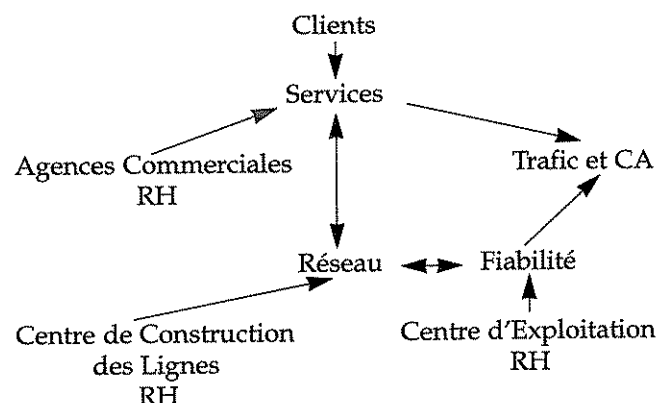 Clients
Services
Agences Commerciales
RH
Trafic et CA
Réseau
Fiabilité
Centre de Construction
des Lignes
RH
Centre d'Exploitation
RH